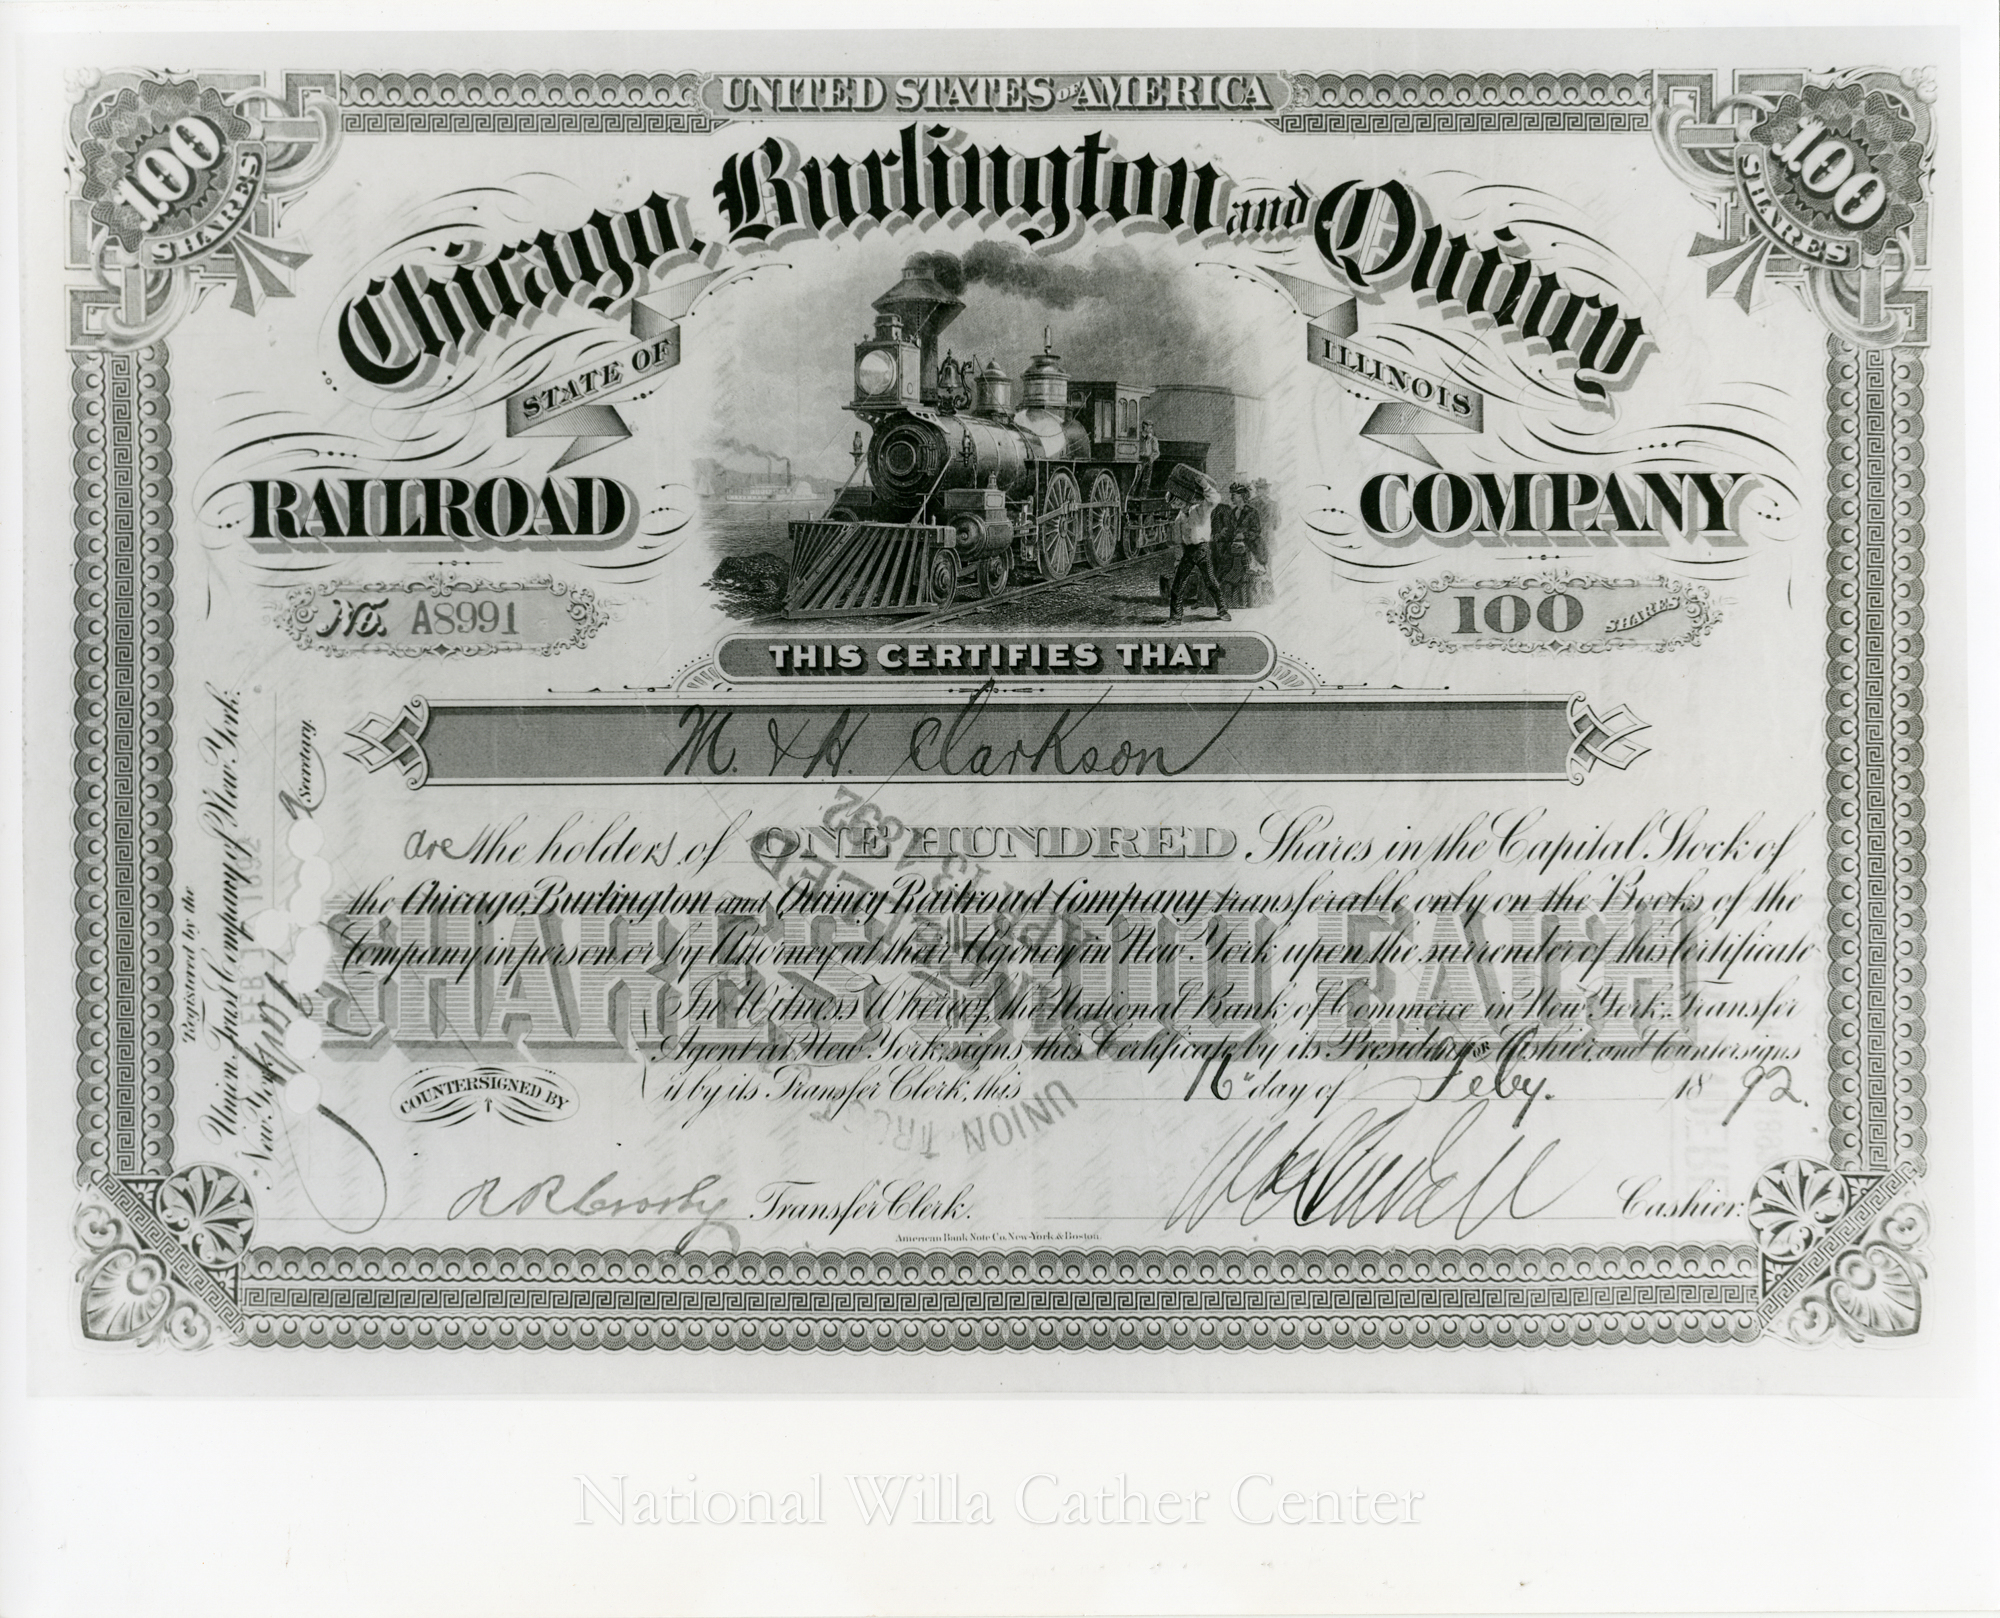 UNITED STATES OF AMERICA
100 SHARES
100 SHARES
Chicago, Burlington and Quincy
STATE OF ILLINOIS
RAILROAD COMPANY
No. A8991
100 SHARES
THIS CERTIFIES THAT
M. & H. Clarkson
are the holders of ONE HUNDRED Shares in the Capital Stock of
the Chicago, Burlington and Quincy Railroad Company transferable only on the Books of the
Company in person or by Attorney at their Agency in New York upon the surrender of this Certificate
SHARES $100 EACH
In Witness Whereof, the National Bank of Commerce in New York, Transfer
Agent at New York, signs this Certificate by its President or Cashier, and Countersigns
it by its Transfer Clerk, this 16" day of Feby. 1892.
COUNTERSIGNED BY
R R Crosby Transfer Clerk.
Cashier.
American Bank Note Co. New-York & Boston.
Registered by the
Union Trust Company of New York.
New York
Secretary.
UNION TRUST
National Willa Cather Center